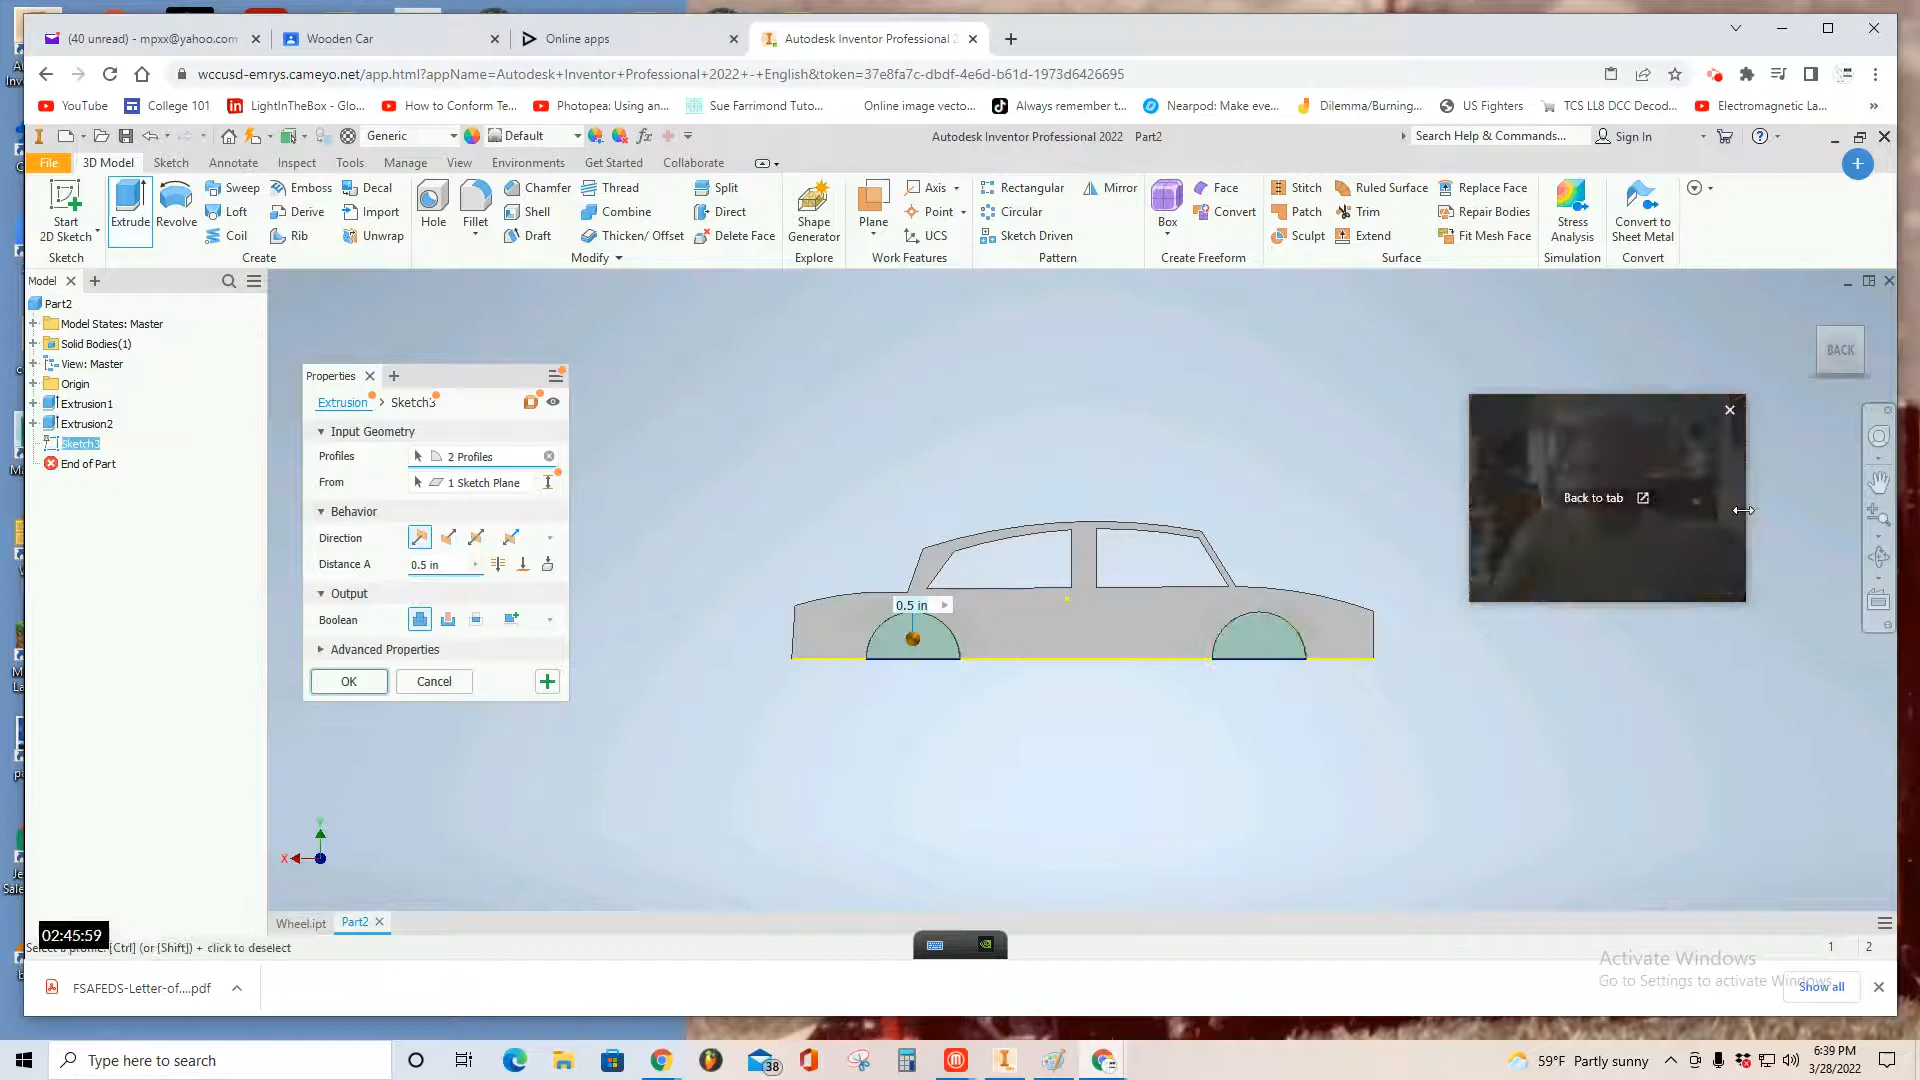 (40 unread) - mpxx@yahoo.com
Wooden Car
Online apps
Autodesk Inventor Professional 2
wccusd-emrys.cameyo.net/app.html?appName=Autodesk+Inventor+Professional+2022+-+English&token=37e8fa7c-dbdf-4e6d-b61d-1973d6426695
YouTube
College 101
LightInTheBox - Glo...
How to Conform Te...
Photopea: Using an...
Sue Farrimond Tuto...
Online image vecto...
Always remember t...
Nearpod: Make eve...
Dilemma/Burning...
US Fighters
TCS LL8 DCC Decod...
Electromagnetic La...
»
Generic
Default
fx
Autodesk Inventor Professional 2022 Part2
Search Help & Commands...
Sign In
File
3D Model
Sketch
Annotate
Inspect
Tools
Manage
View
Environments
Get Started
Collaborate
Start
2D Sketch
Extrude
Revolve
Sweep
Loft
Coil
Emboss
Derive
Rib
Decal
Import
Unwrap
Hole
Fillet
Chamfer
Shell
Draft
Thread
Combine
Thicken/ Offset
Split
Direct
Delete Face
Shape
Generator
Plane
Axis
Point
UCS
Rectangular
Circular
Sketch Driven
Mirror
Box
Face
Convert
Stitch
Patch
Sculpt
Ruled Surface
Trim
Extend
Replace Face
Repair Bodies
Fit Mesh Face
Stress
Analysis
Convert to
Sheet Metal
Sketch
Create
Modify
Explore
Work Features
Pattern
Create Freeform
Surface
Simulation
Convert
Model
Part2
Model States: Master
Solid Bodies(1)
View: Master
Origin
Extrusion1
Extrusion2
Sketch3
End of Part
Properties
Extrusion > Sketch3
Input Geometry
Profiles 2 Profiles
From 1 Sketch Plane
Behavior
Direction
Distance A 0.5 in
Output
Boolean
Advanced Properties
OK
Cancel
0.5 in
BACK
Back to tab
Y
X
Wheel.ipt
Part2
02:45:59
Select a profile. [Ctrl] (or [Shift]) + click to deselect
1
2
Activate Windows
Go to Settings to activate Windows.
FSAFEDS-Letter-of....pdf
Show all
Type here to search
38
59°F Partly sunny
6:39 PM
3/28/2022